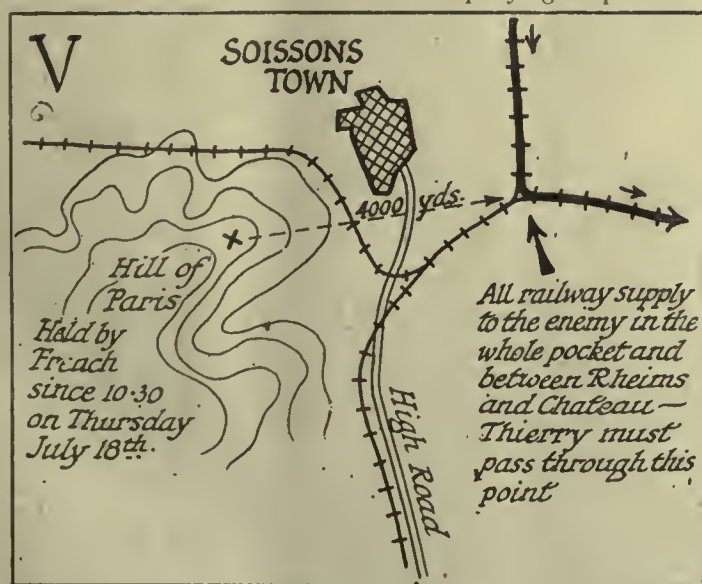 V
SOISSONS
TOWN
4000 yds.
Hill of
Paris
Held by
French
since 10·30
on Thursday
July 18th.
High Road
All railway supply
to the enemy in the
whole pocket and
between Rheims
and Chateau—
Thierry must
pass through this
point